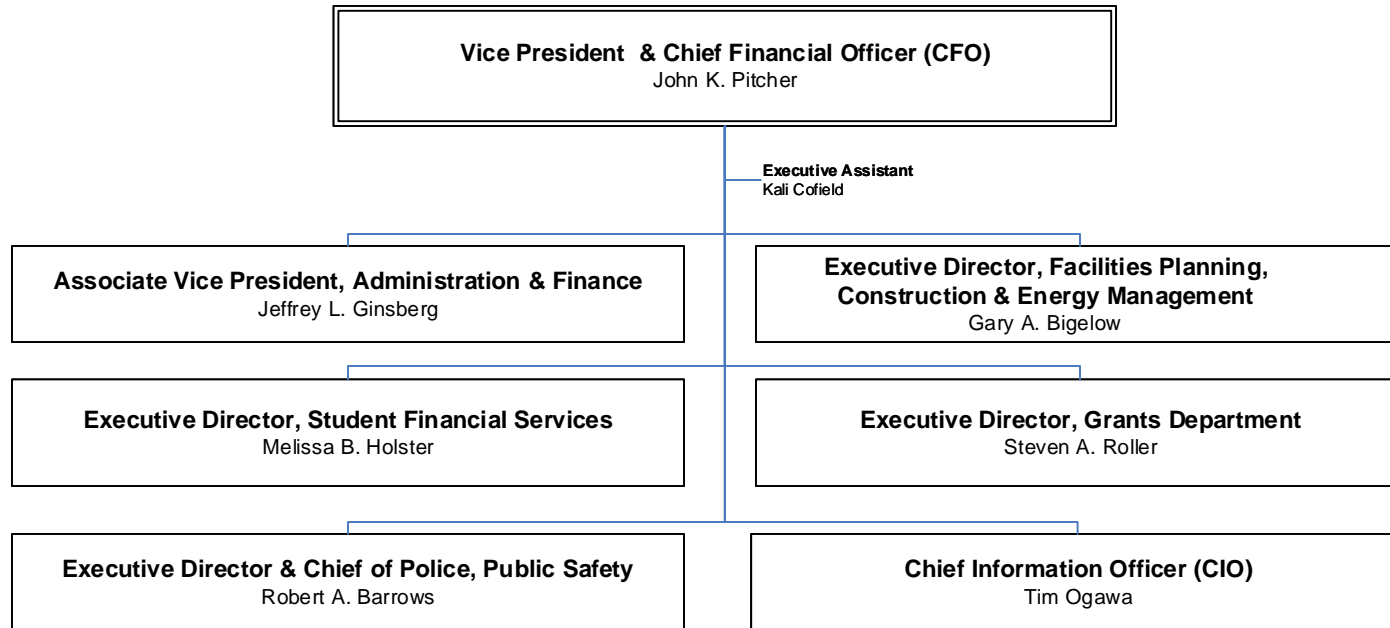 Vice President & Chief Financial Officer (CFO)
John K. Pitcher
Executive Assistant
Kali Cofield
Associate Vice President, Administration & Finance
Jeffrey L. Ginsberg
Executive Director, Facilities Planning,
Construction & Energy Management
Gary A. Bigelow
Executive Director, Student Financial Services
Melissa B. Holster
Executive Director, Grants Department
Steven A. Roller
Executive Director & Chief of Police, Public Safety
Robert A. Barrows
Chief Information Officer (CIO)
Tim Ogawa